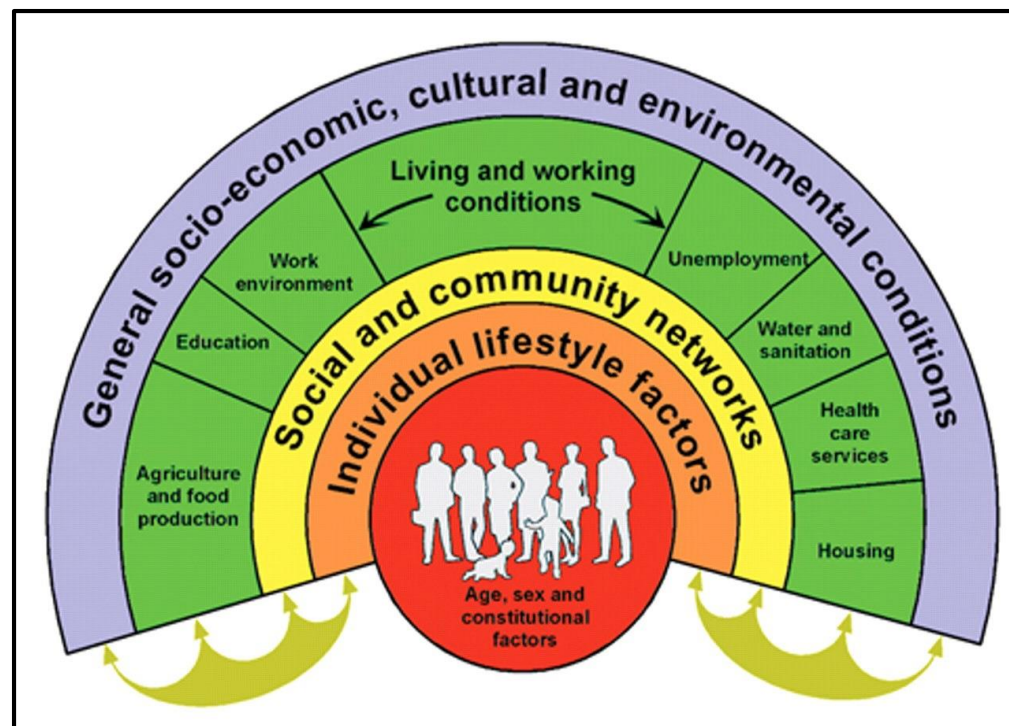 General socio-economic, cultural and environmental conditions
Living and working
conditions
Work
environment
Unemployment
Education
Water and
sanitation
Agriculture
and food
production
Health
care
services
Housing
Social and community networks
Individual lifestyle factors
Age, sex and
constitutional
factors